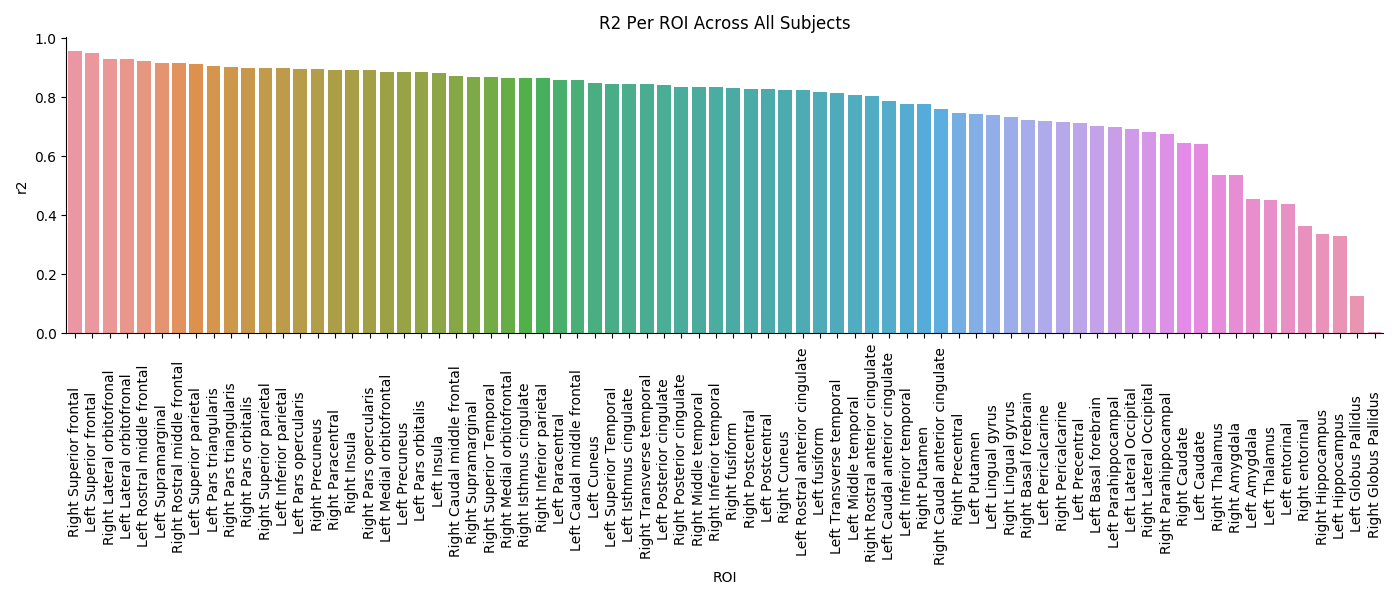 R2 Per ROI Across All Subjects
1.0
0.8
0.6
0.4
0.2
0.0
r2
Right Superior frontal
Left Superior frontal
Right Lateral orbitofronal
Left Lateral orbitofronal
Left Rostral middle frontal
Left Supramarginal
Right Rostral middle frontal
Left Superior parietal
Left Pars triangularis
Right Pars triangularis
Right Pars orbitalis
Right Superior parietal
Left Inferior parietal
Left Pars opercularis
Right Precuneus
Right Paracentral
Right Insula
Right Pars opercularis
Left Medial orbitofrontal
Left Precuneus
Left Pars orbitalis
Left Insula
Right Caudal middle frontal
Right Supramarginal
Right Superior Temporal
Right Medial orbitofrontal
Right Isthmus cingulate
Right Inferior parietal
Left Paracentral
Left Caudal middle frontal
Left Cuneus
Left Superior Temporal
Left Isthmus cingulate
Right Transverse temporal
Left Posterior cingulate
Right Posterior cingulate
Right Middle temporal
Right Inferior temporal
Right fusiform
Right Postcentral
Left Postcentral
Right Cuneus
Left Rostral anterior cingulate
Left fusiform
Left Transverse temporal
Left Middle temporal
Right Rostral anterior cingulate
Left Caudal anterior cingulate
Left Inferior temporal
Right Putamen
Right Caudal anterior cingulate
Right Precentral
Left Putamen
Left Lingual gyrus
Right Lingual gyrus
Right Basal forebrain
Left Pericalcarine
Right Pericalcarine
Left Precentral
Left Basal forebrain
Left Parahippocampal
Left Lateral Occipital
Right Lateral Occipital
Right Parahippocampal
Right Caudate
Left Caudate
Right Thalamus
Right Amygdala
Left Amygdala
Left Thalamus
Left entorinal
Right entorinal
Right Hippocampus
Left Hippocampus
Left Globus Pallidus
Right Globus Pallidus
ROI